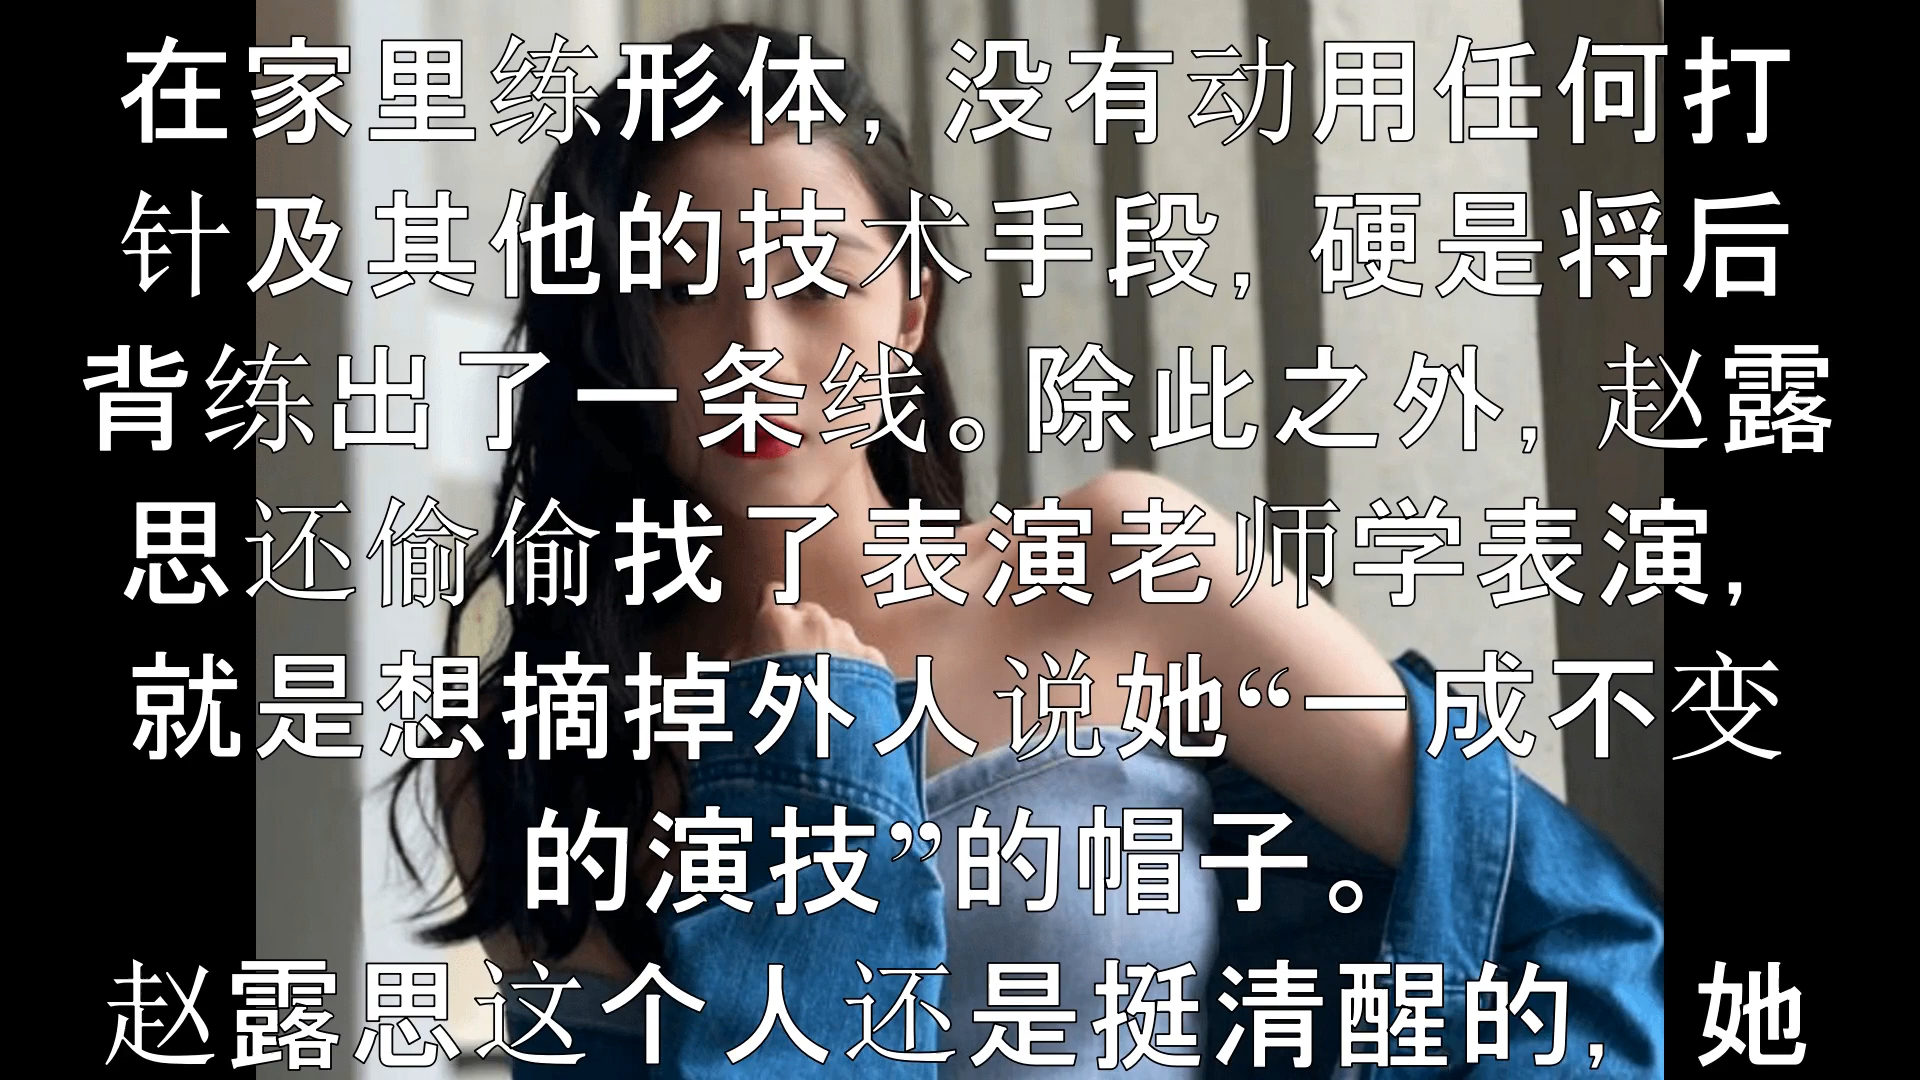 在家里练形体，没有动用任何打
针及其他的技术手段，硬是将后
背练出了一条线。除此之外，赵露
思还偷偷找了表演老师学表演，
就是想摘掉外人说她“一成不变
的演技”的帽子。
赵露思这个人还是挺清醒的，她